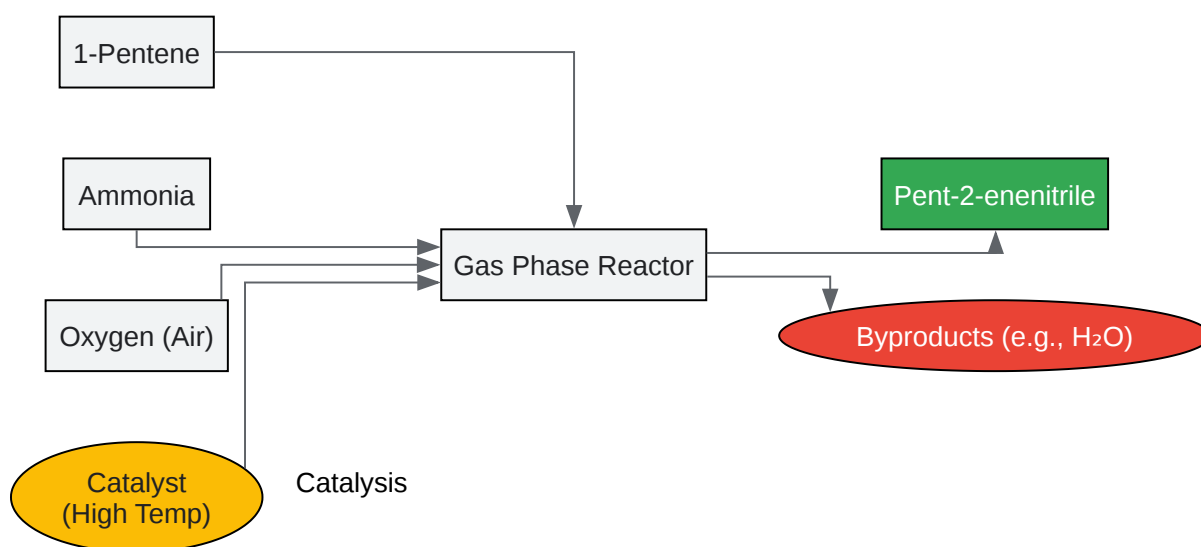 1-Pentene
Ammonia
Pent-2-enenitrile
Gas Phase Reactor
Oxygen (Air)
Byproducts (e.g., H₂O)
Catalyst
(High Temp)
Catalysis